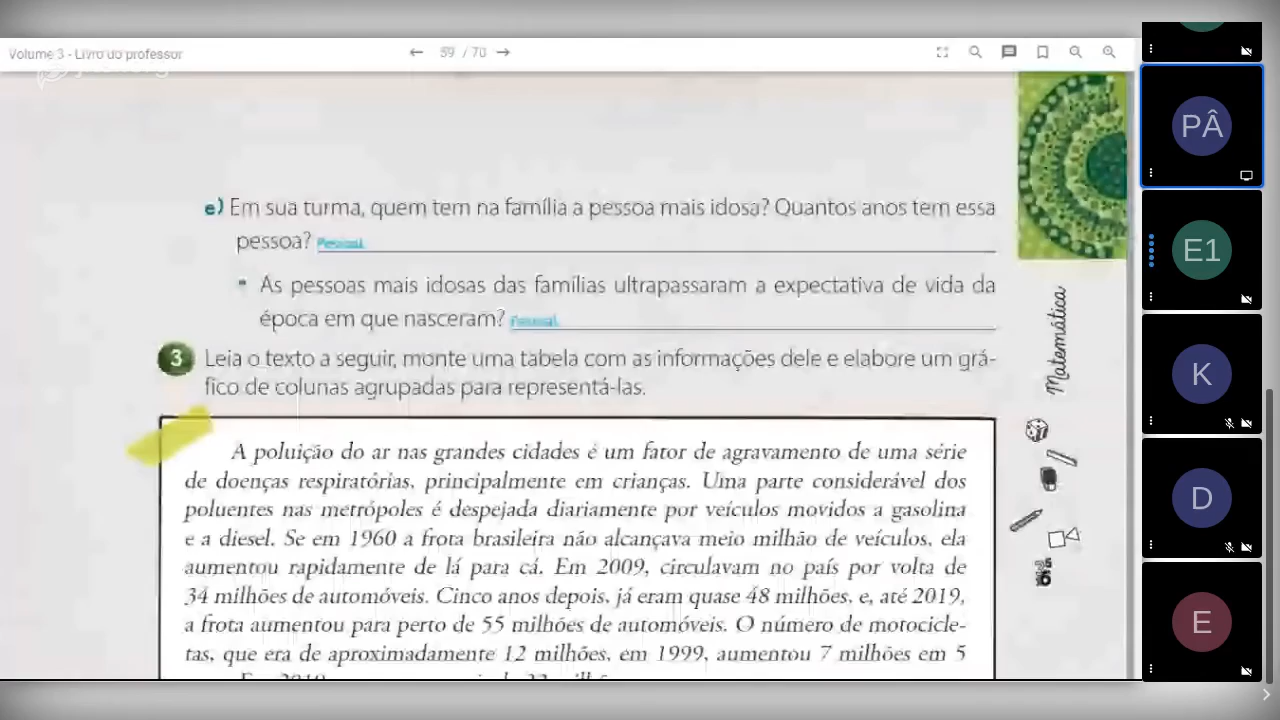 Volume 3 - Livro do professor
59 / 70
e) Em sua turma, quem tem na família a pessoa mais idosa? Quantos anos tem essa
pessoa? Pessoal.
• As pessoas mais idosas das famílias ultrapassaram a expectativa de vida da
época em que nasceram? Pessoal.
3 Leia o texto a seguir, monte uma tabela com as informações dele e elabore um grá-
fico de colunas agrupadas para representá-las.
A poluição do ar nas grandes cidades é um fator de agravamento de uma série
de doenças respiratórias, principalmente em crianças. Uma parte considerável dos
poluentes nas metrópoles é despejada diariamente por veículos movidos a gasolina
e a diesel. Se em 1960 a frota brasileira não alcançava meio milhão de veículos, ela
aumentou rapidamente de lá para cá. Em 2009, circulavam no país por volta de
34 milhões de automóveis. Cinco anos depois, já eram quase 48 milhões, e, até 2019,
a frota aumentou para perto de 55 milhões de automóveis. O número de motocicle-
tas, que era de aproximadamente 12 milhões, em 1999, aumentou 7 milhões em 5
Matemática
PÂ
E1
K
D
E